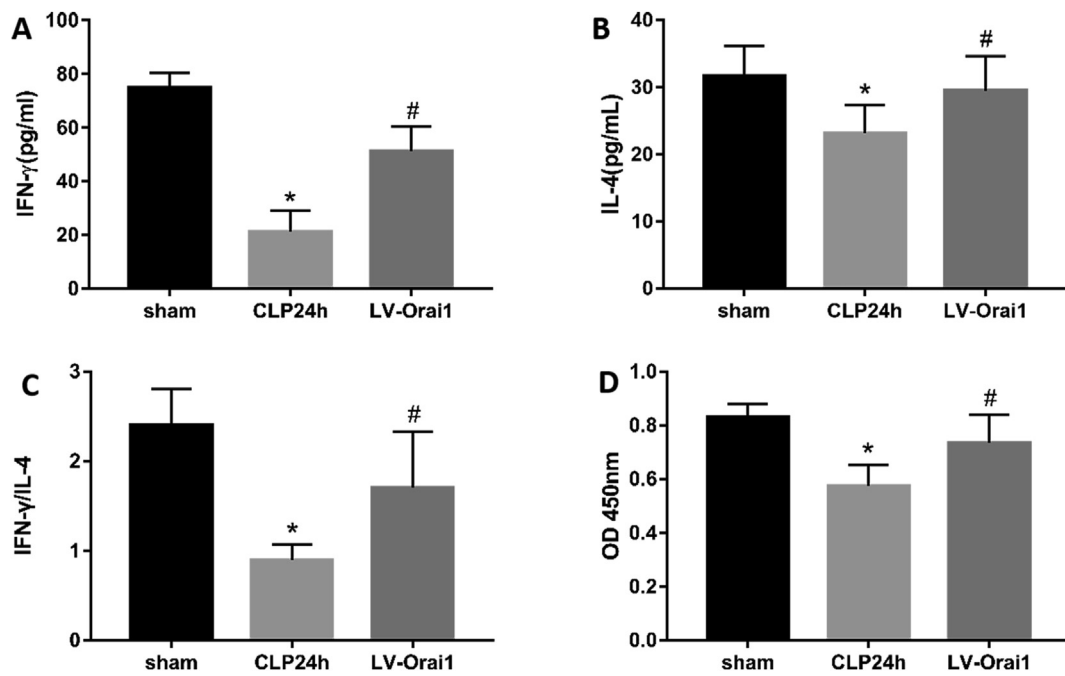 A
IFN-γ(pg/ml)
100
80
60
40
20
0
*
#
sham CLP24h LV-Orai1
B
IL-4(pg/mL)
40
30
20
10
0
*
#
sham CLP24h LV-Orai1
C
IFN-γ/IL-4
3
2
1
0
*
#
sham CLP24h LV-Orai1
D
OD 450nm
1.0
0.8
0.6
0.4
0.2
0.0
*
#
sham CLP24h LV-Orai1